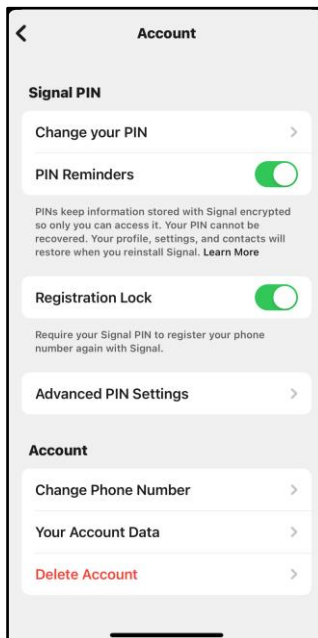 Account
Signal PIN
Change your PIN
PIN Reminders
PINs keep information stored with Signal encrypted
so only you can access it. Your PIN cannot be
recovered. Your profile, settings, and contacts will
restore when you reinstall Signal. Learn More
Registration Lock
Require your Signal PIN to register your phone
number again with Signal.
Advanced PIN Settings
Account
Change Phone Number
Your Account Data
Delete Account